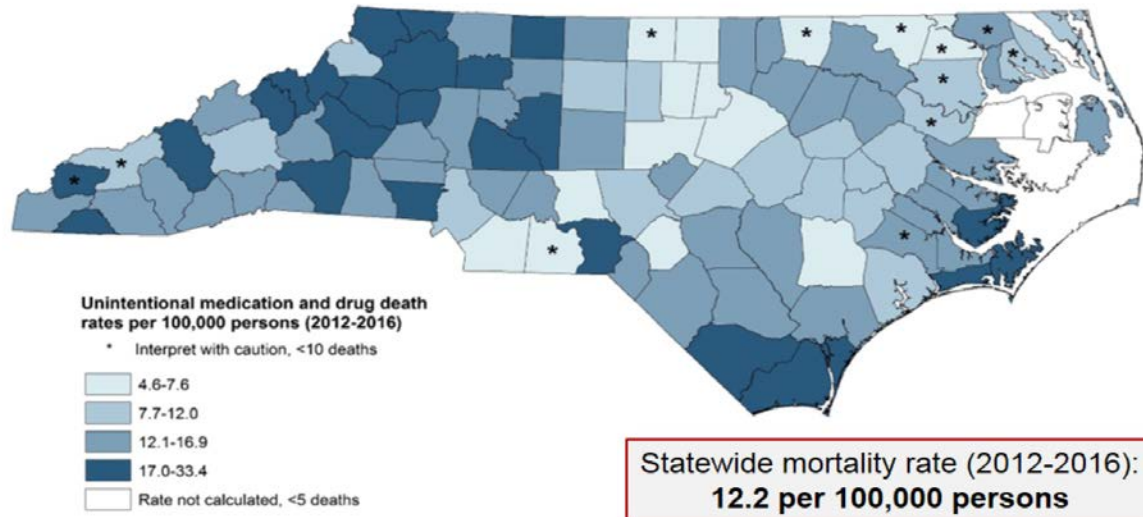 Unintentional medication and drug death
rates per 100,000 persons (2012-2016)
* Interpret with caution, <10 deaths
4.6-7.6
7.7-12.0
12.1-16.9
17.0-33.4
Rate not calculated, <5 deaths
Statewide mortality rate (2012-2016):
12.2 per 100,000 persons